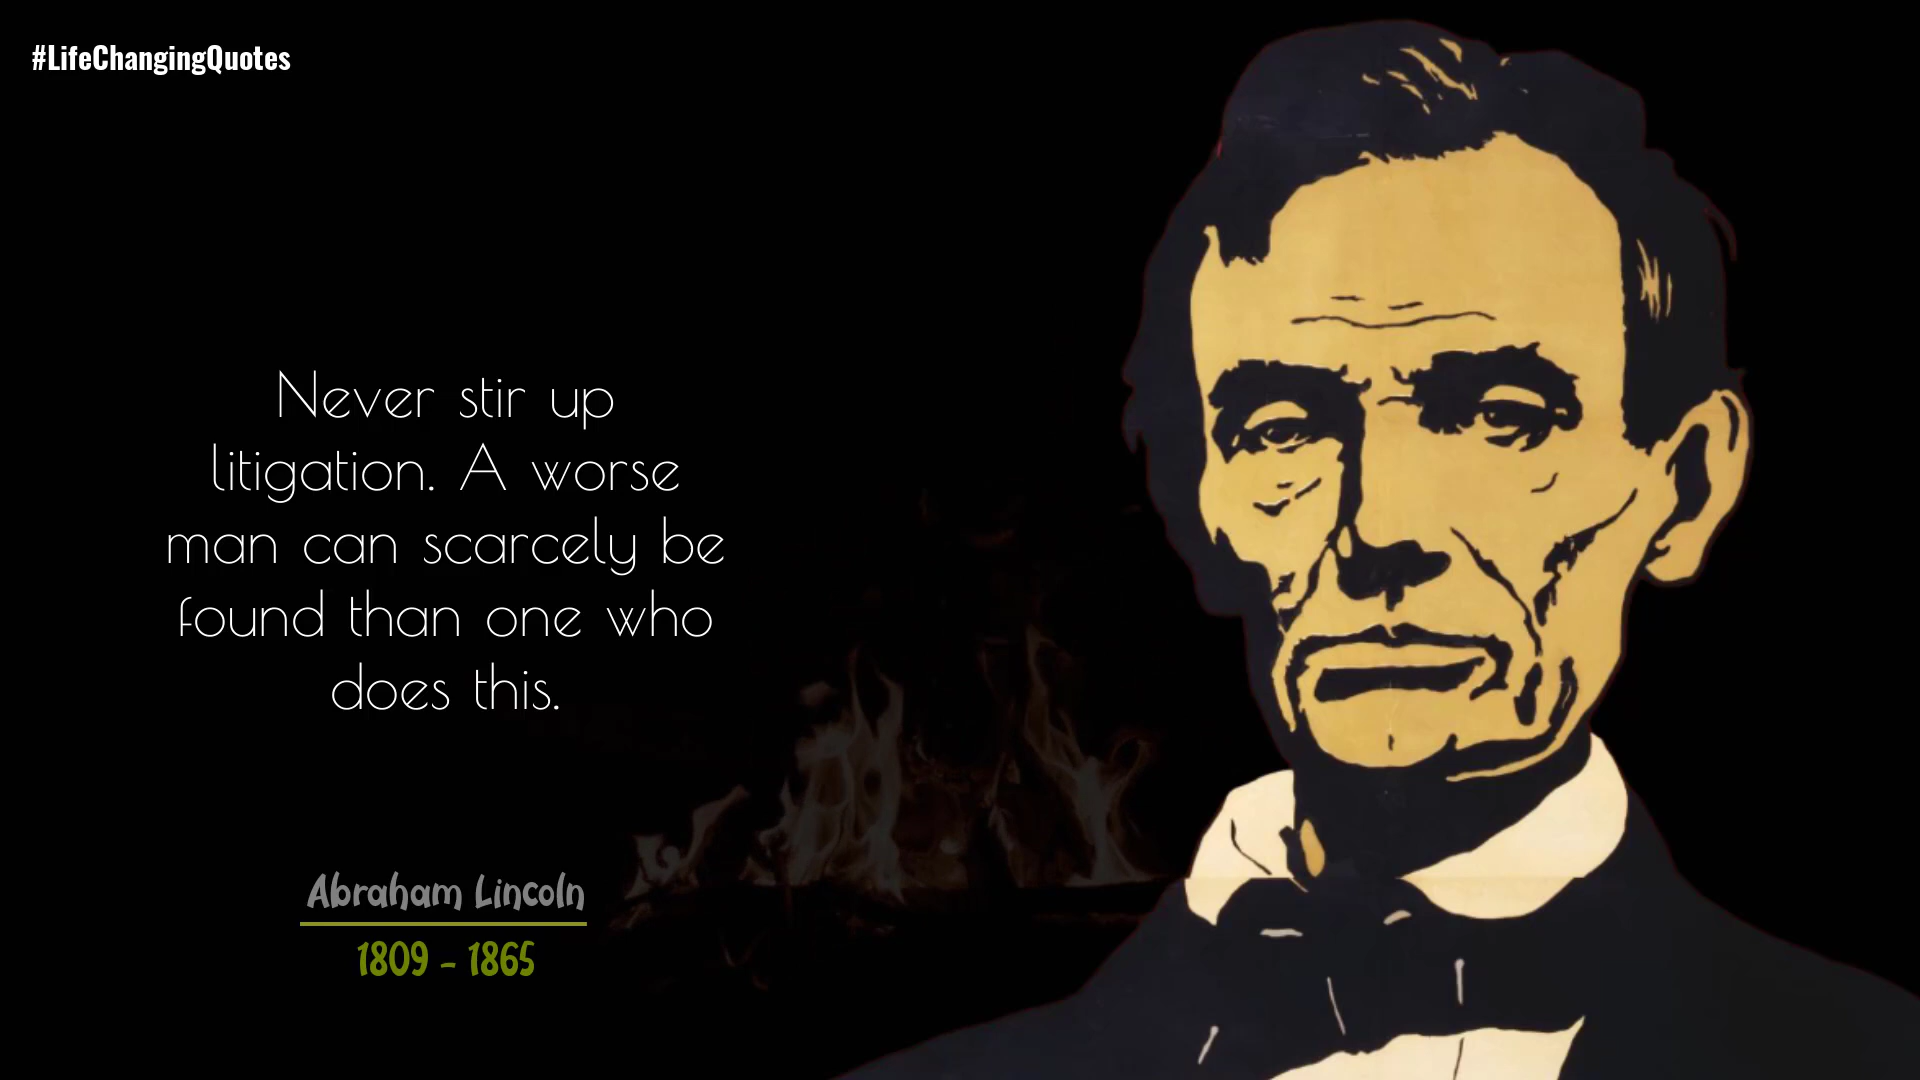 #LifeChangingQuotes
Never stir up
litigation. A worse
man can scarcely be
found than one who
does this.
Abraham Lincoln
1809 - 1865